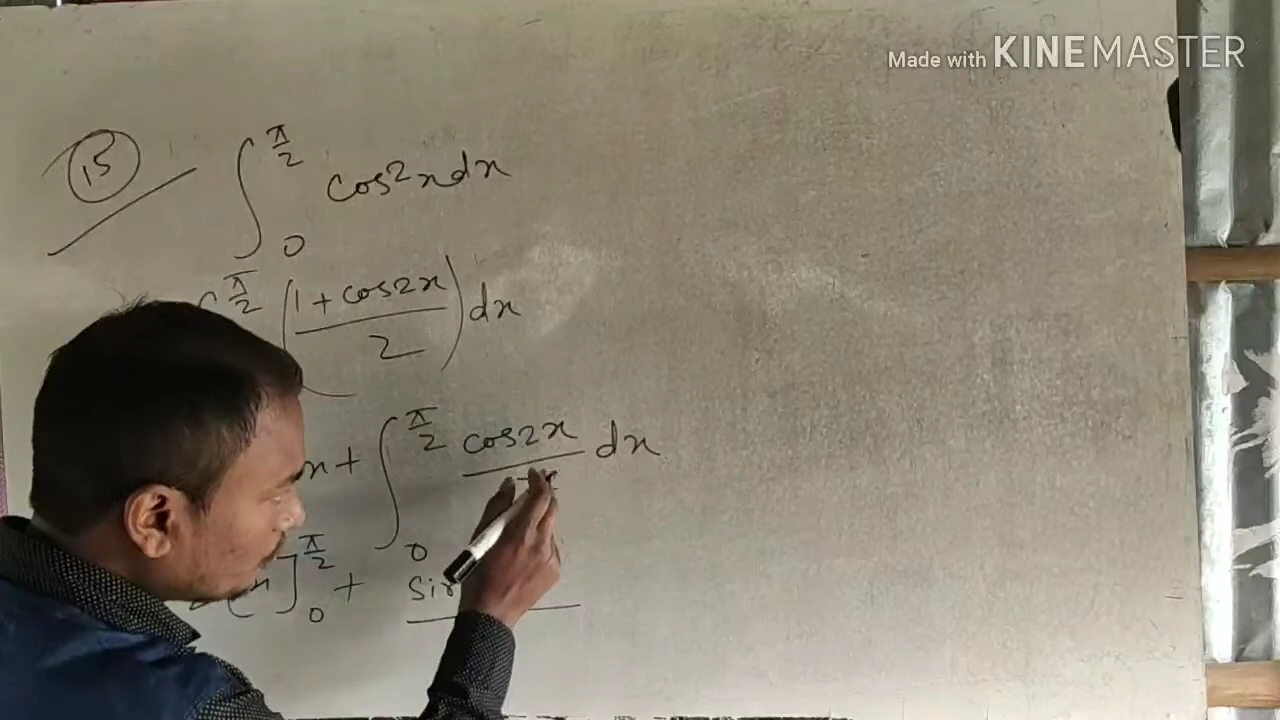 Made with KINEMASTER
15 ∫₀^(π/2) cos²x dx
π/2 (1 + cos2x / 2) dx
x + ∫₀^(π/2) cos2x dx
x]₀^(π/2) + sin